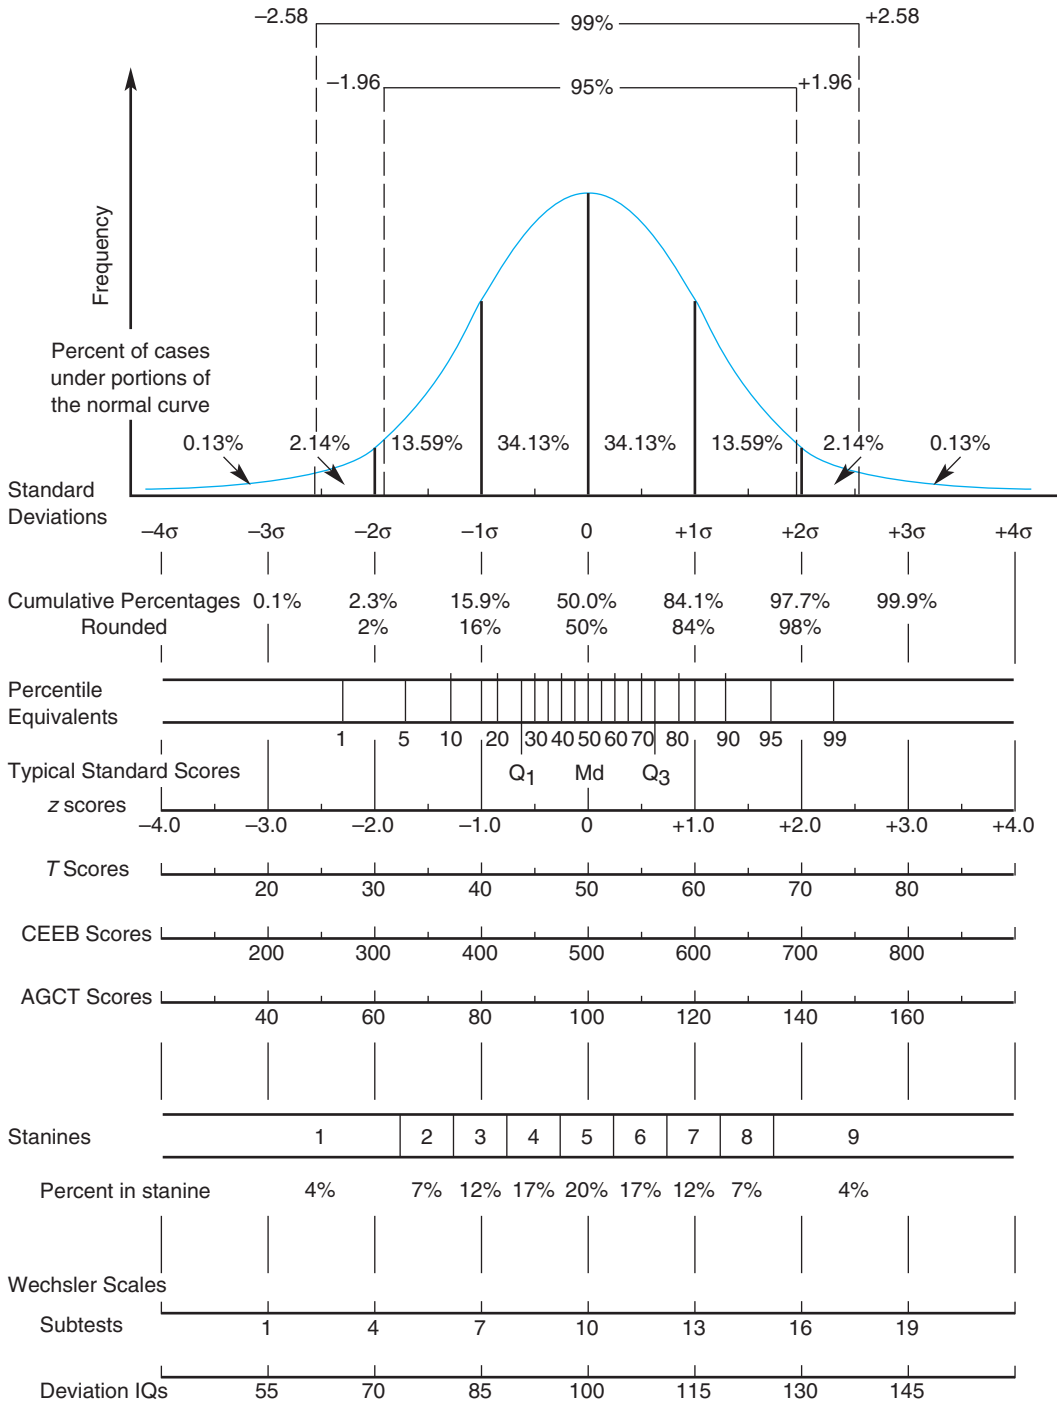 –2.58 99% +2.58
–1.96 95% +1.96
Frequency
Percent of cases
under portions of
the normal curve
0.13% 2.14% 13.59% 34.13% 34.13% 13.59% 2.14% 0.13%
Standard
Deviations
–4σ –3σ –2σ –1σ 0 +1σ +2σ +3σ +4σ
Cumulative Percentages 0.1% 2.3% 15.9% 50.0% 84.1% 97.7% 99.9%
Rounded 2% 16% 50% 84% 98%
Percentile
Equivalents
1 5 10 20 30 40 50 60 70 80 90 95 99
Typical Standard Scores Q1 Md Q3
z scores
–4.0 –3.0 –2.0 –1.0 0 +1.0 +2.0 +3.0 +4.0
T Scores
20 30 40 50 60 70 80
CEEB Scores
200 300 400 500 600 700 800
AGCT Scores
40 60 80 100 120 140 160
Stanines 1 2 3 4 5 6 7 8 9
Percent in stanine 4% 7% 12% 17% 20% 17% 12% 7% 4%
Wechsler Scales
Subtests 1 4 7 10 13 16 19
Deviation IQs 55 70 85 100 115 130 145